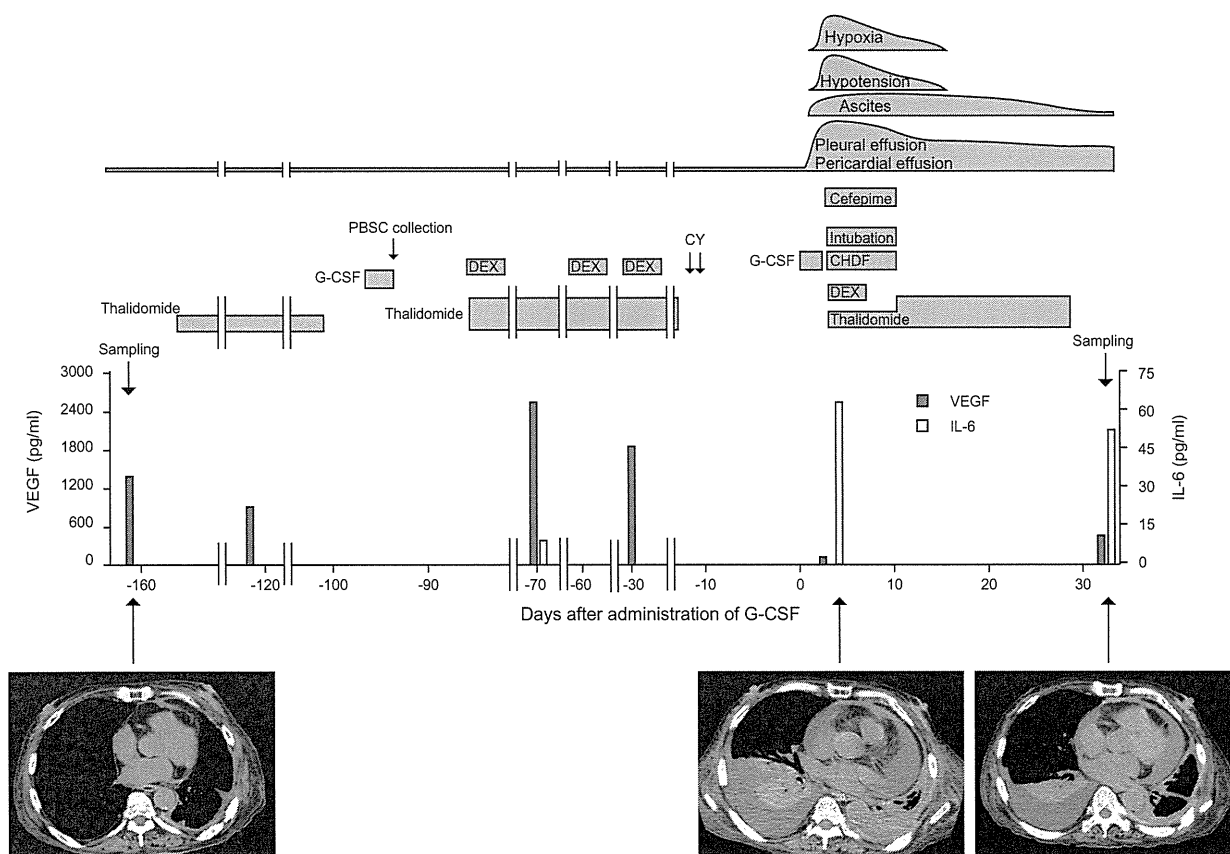 Hypoxia
Hypotension
Ascites
Pleural effusion
Pericardial effusion
Cefepime
PBSC collection
CY
Intubation
G-CSF
DEX
DEX
DEX
G-CSF
CHDF
DEX
Thalidomide
Thalidomide
Thalidomide
Sampling
Sampling
3000
2400
1800
1200
600
0
VEGF (pg/ml)
VEGF
IL-6
75
60
45
30
15
0
IL-6 (pg/ml)
-160
-120
-100
-90
-70
-60
-30
-10
0
10
20
30
Days after administration of G-CSF